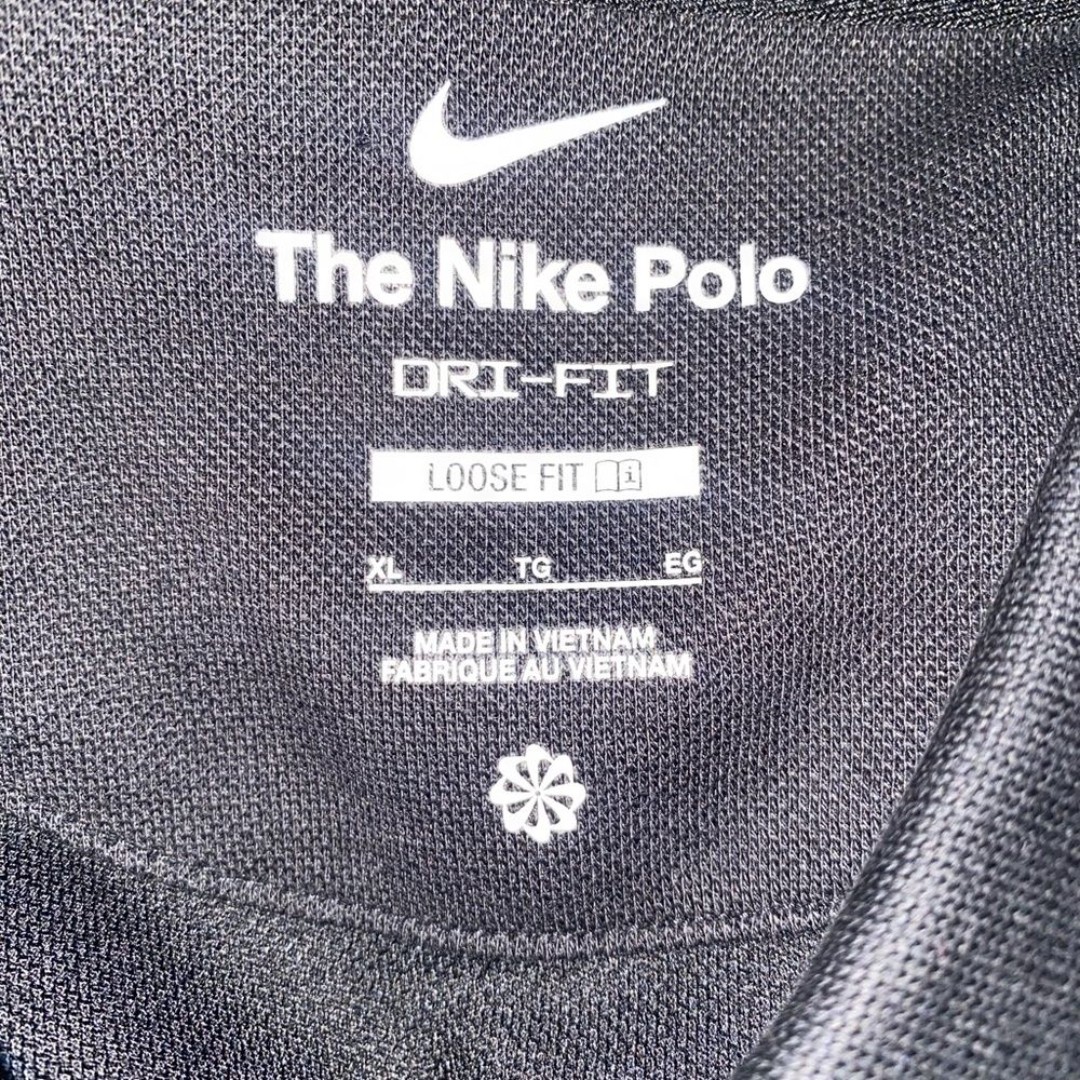 The Nike Polo
DRI-FIT
LOOSE FIT
XL TG EG
MADE IN VIETNAM
FABRIQUE AU VIETNAM